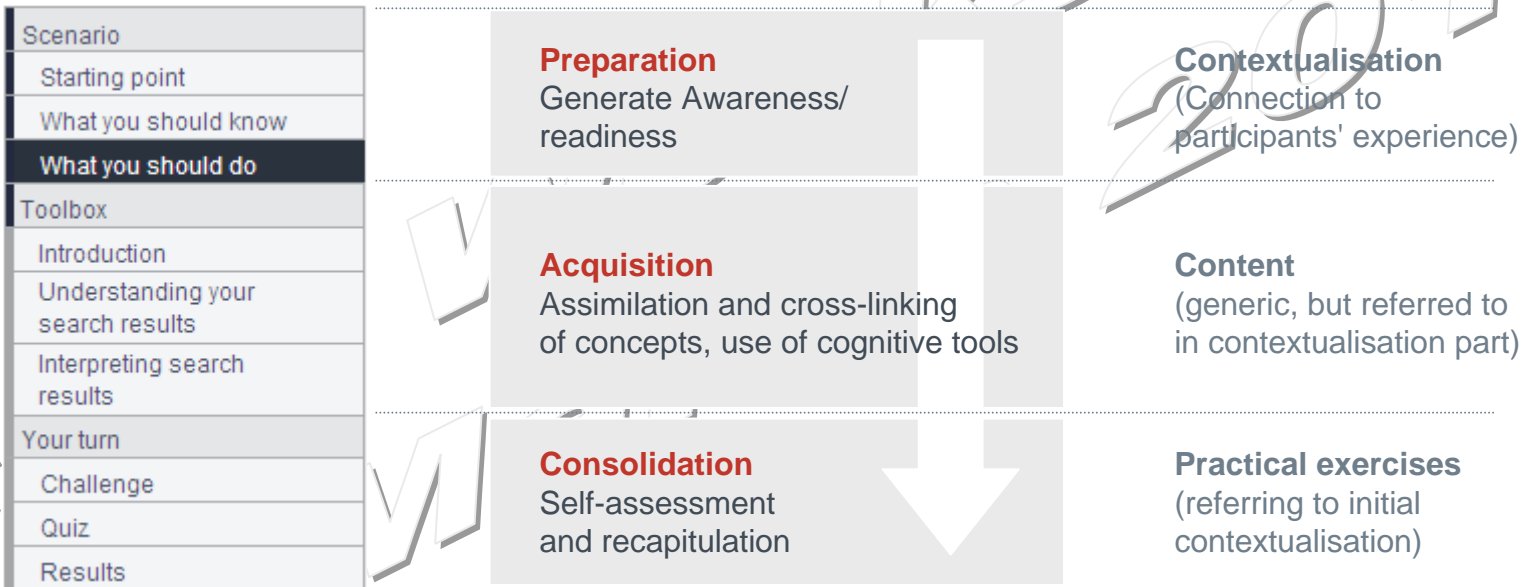 Scenario
Starting point
What you should know
What you should do
Toolbox
Introduction
Understanding your
search results
Interpreting search
results
Your turn
Challenge
Quiz
Results
Preparation
Generate Awareness/
readiness
Contextualisation
(Connection to
participants' experience)
Acquisition
Assimilation and cross-linking
of concepts, use of cognitive tools
Content
(generic, but referred to
in contextualisation part)
Consolidation
Self-assessment
and recapitulation
Practical exercises
(referring to initial
contextualisation)